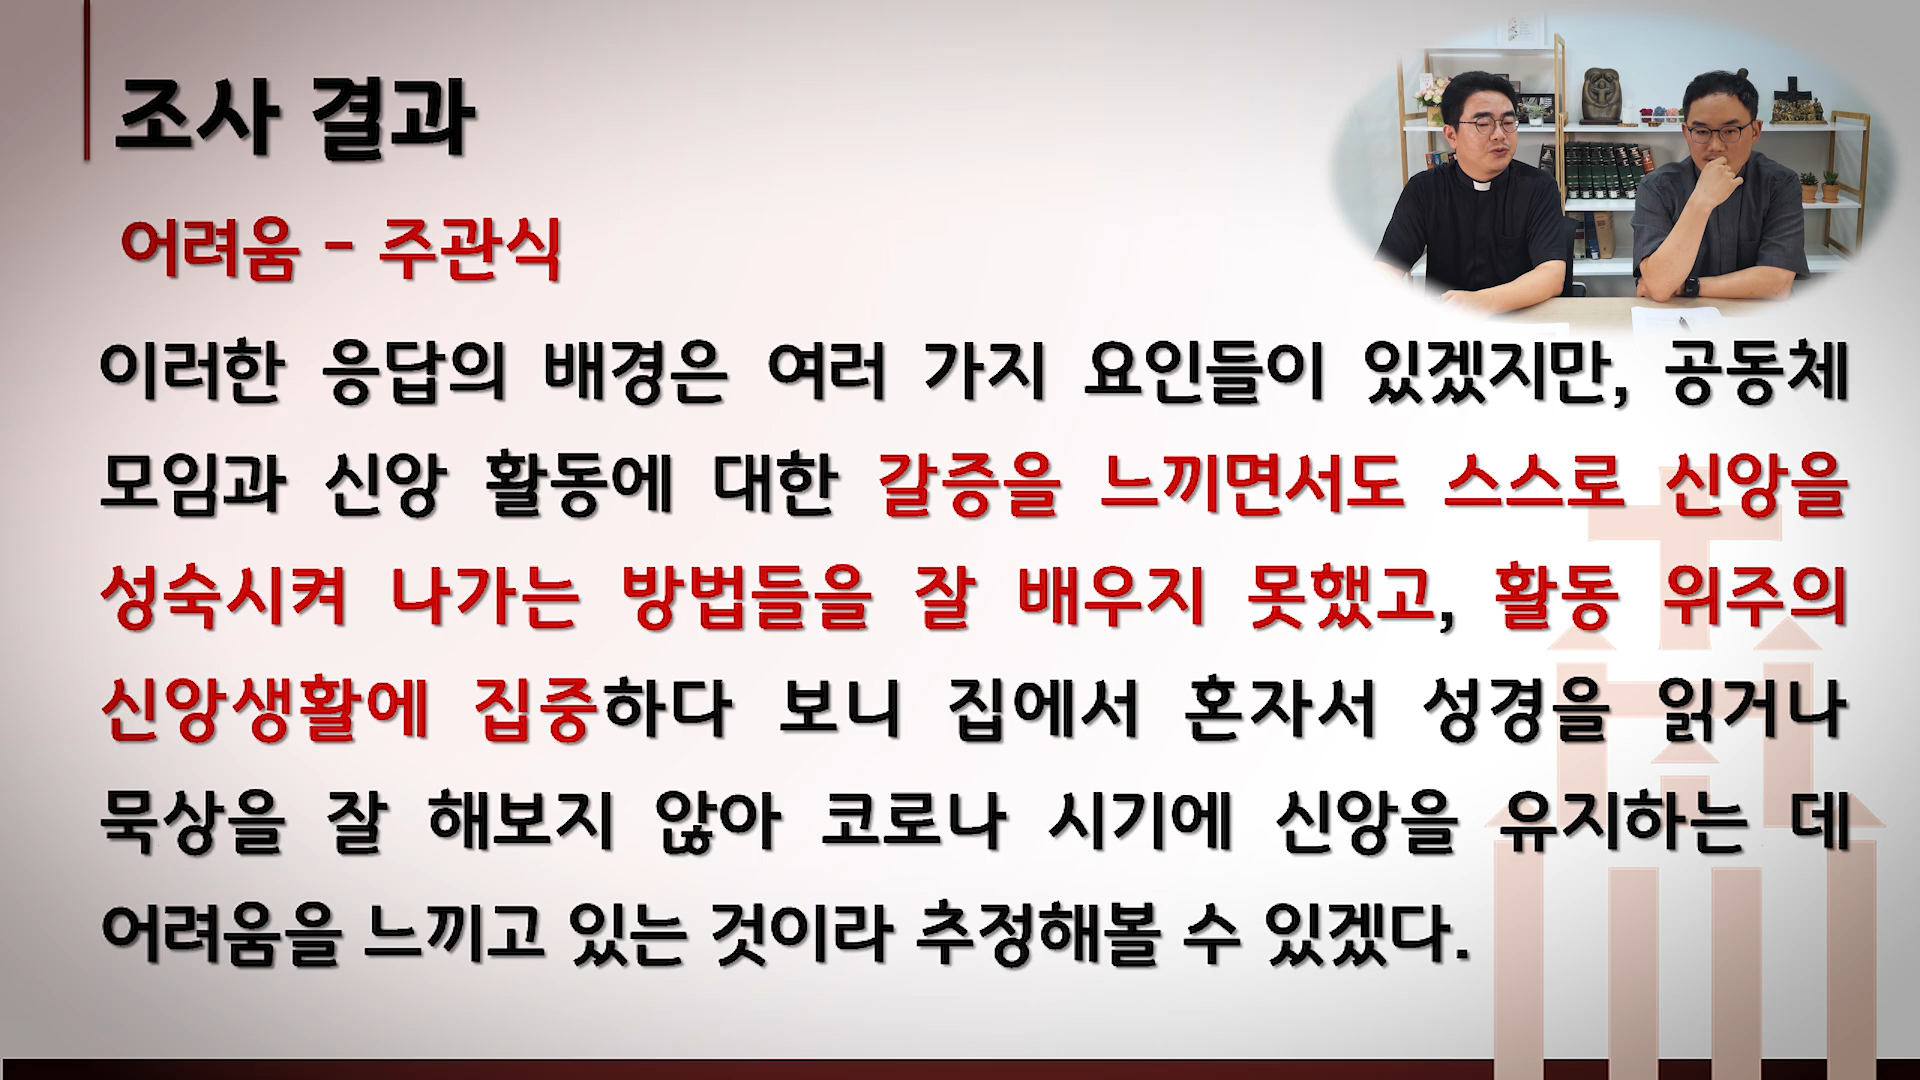 조사 결과
어려움 - 주관식
이러한 응답의 배경은 여러 가지 요인들이 있겠지만, 공동체
모임과 신앙 활동에 대한 갈증을 느끼면서도 스스로 신앙을
성숙시켜 나가는 방법들을 잘 배우지 못했고, 활동 위주의
신앙생활에 집중하다 보니 집에서 혼자서 성경을 읽거나
묵상을 잘 해보지 않아 코로나 시기에 신앙을 유지하는 데
어려움을 느끼고 있는 것이라 추정해볼 수 있겠다.